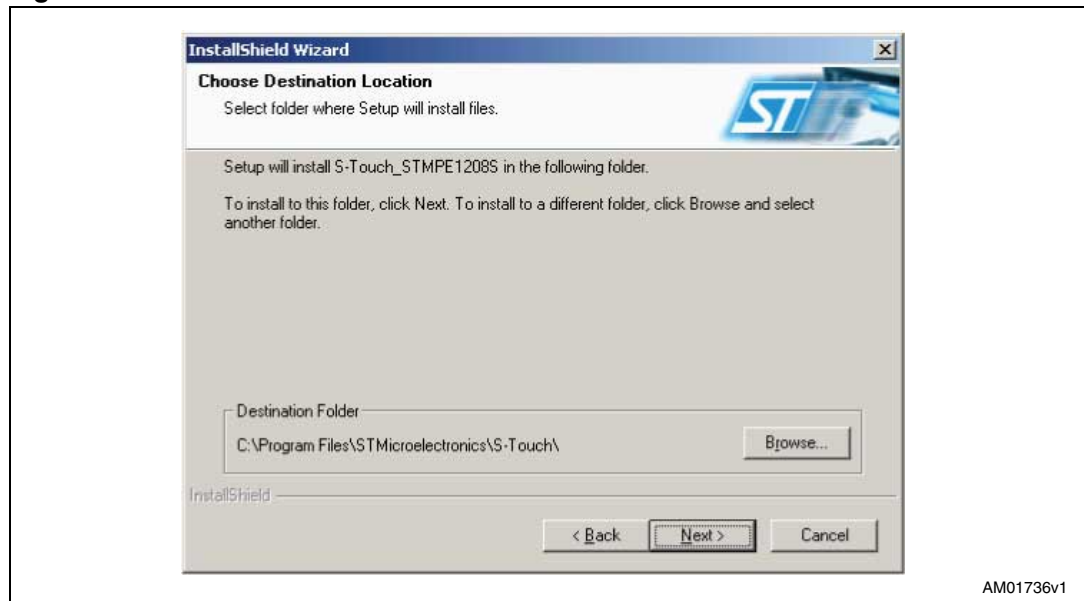 InstallShield Wizard
Choose Destination Location
Select folder where Setup will install files.
ST
Setup will install S-Touch_STMPE1208S in the following folder.
To install to this folder, click Next. To install to a different folder, click Browse and select
another folder.
Destination Folder
C:\Program Files\STMicroelectronics\S-Touch\
Browse...
InstallShield
< Back
Next >
Cancel
AM01736v1